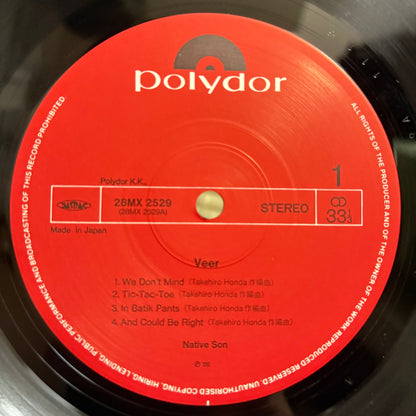 polydor
Polydor K.K.,
28MX 2529
(28MX 2529A)
STEREO
1
33⅓
Made in Japan
Veer
1. We Don't Mind (Takehiro Honda 作編曲)
2. Tic-Tac-Toe (Takehiro Honda 作編曲)
3. In Batik Pants (Takehiro Honda 作編曲)
4. And Could Be Right (Takehiro Honda 作編曲)
Native Son
ALL RIGHTS OF THE PRODUCER AND OF THE OWNER OF THE WORK REPRODUCED RESERVED. UNAUTHORISED COPYING, HIRING, LENDING, PUBLIC PERFORMANCE AND BROADCASTING OF THIS RECORD PROHIBITED.